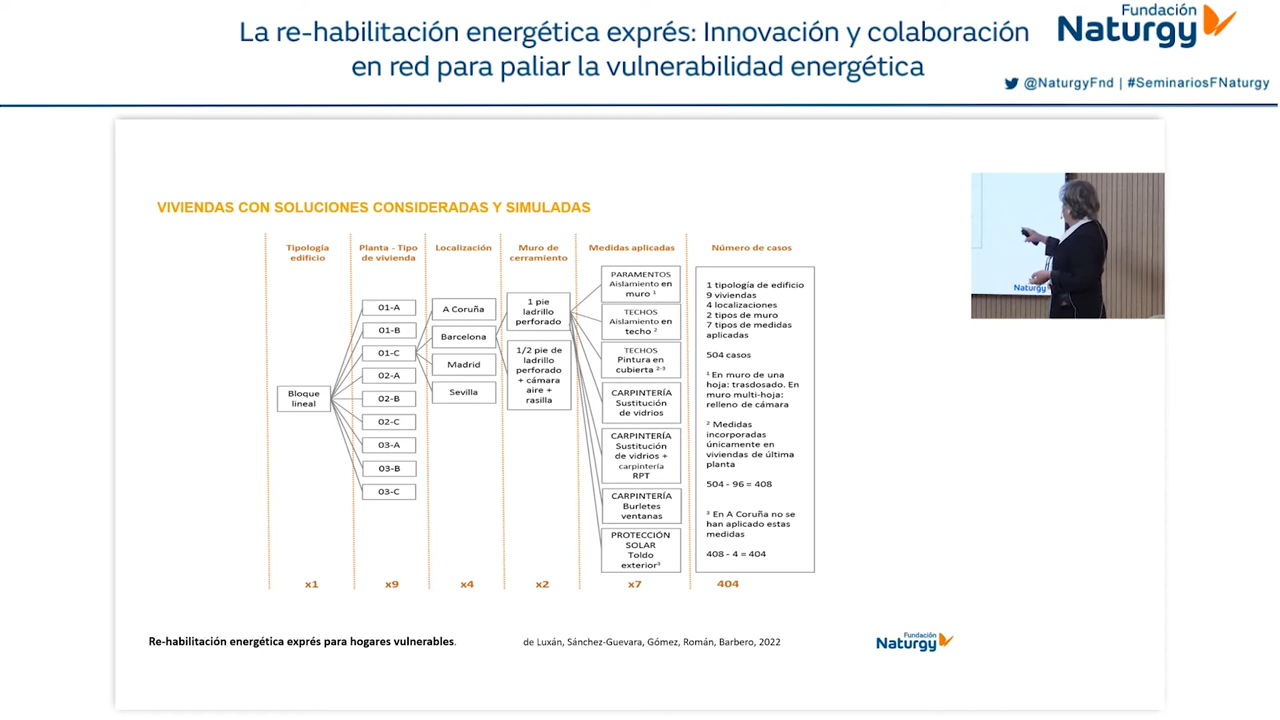 La re-habilitación energética exprés: Innovación y colaboración
en red para paliar la vulnerabilidad energética
Fundación
Naturgy
@NaturgyFnd | #SeminariosFNaturgy
VIVIENDAS CON SOLUCIONES CONSIDERADAS Y SIMULADAS
Tipología
edificio
Planta - Tipo
de vivienda
Localización
Muro de
cerramiento
Medidas aplicadas
Número de casos
Bloque
lineal
01-A
01-B
01-C
02-A
02-B
02-C
03-A
03-B
03-C
A Coruña
Barcelona
Madrid
Sevilla
1 pie
ladrillo
perforado
1/2 pie de
ladrillo
perforado
+ cámara
aire +
rasilla
PARAMENTOS
Aislamiento en
muro ¹
TECHOS
Aislamiento en
techo ²
TECHOS
Pintura en
cubierta ²⁻³
CARPINTERÍA
Sustitución
de vidrios
CARPINTERÍA
Sustitución
de vidrios +
carpintería
RPT
CARPINTERÍA
Burletes
ventanas
PROTECCIÓN
SOLAR
Toldo
exterior³
1 tipología de edificio
9 viviendas
4 localizaciones
2 tipos de muro
7 tipos de medidas
aplicadas
504 casos
¹ En muro de una
hoja: trasdosado. En
muro multi-hoja:
relleno de cámara
² Medidas
incorporadas
únicamente en
viviendas de última
planta
504 - 96 = 408
³ En A Coruña no se
han aplicado estas
medidas
408 - 4 = 404
x1
x9
x4
x2
x7
404
Naturgy
Re-habilitación energética exprés para hogares vulnerables.
de Luxán, Sánchez-Guevara, Gómez, Román, Barbero, 2022
Fundación
Naturgy